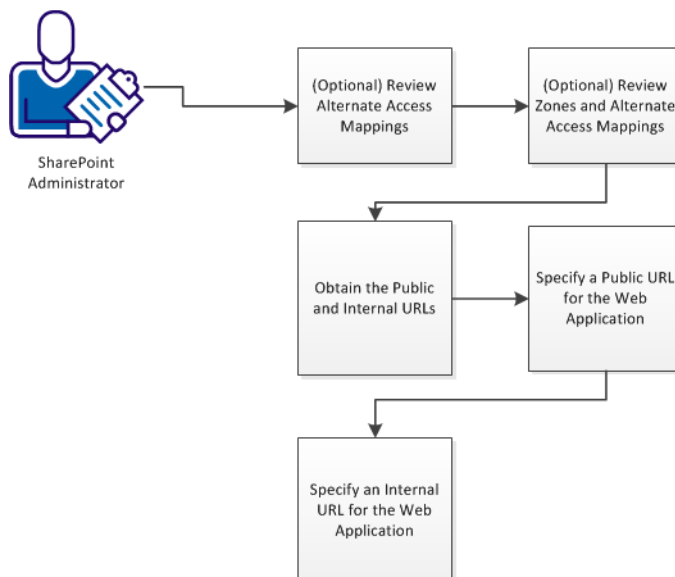 SharePoint
Administrator
(Optional) Review
Alternate Access
Mappings
(Optional) Review
Zones and Alternate
Access Mappings
Obtain the Public
and Internal URLs
Specify a Public URL
for the Web
Application
Specify an Internal
URL for the Web
Application